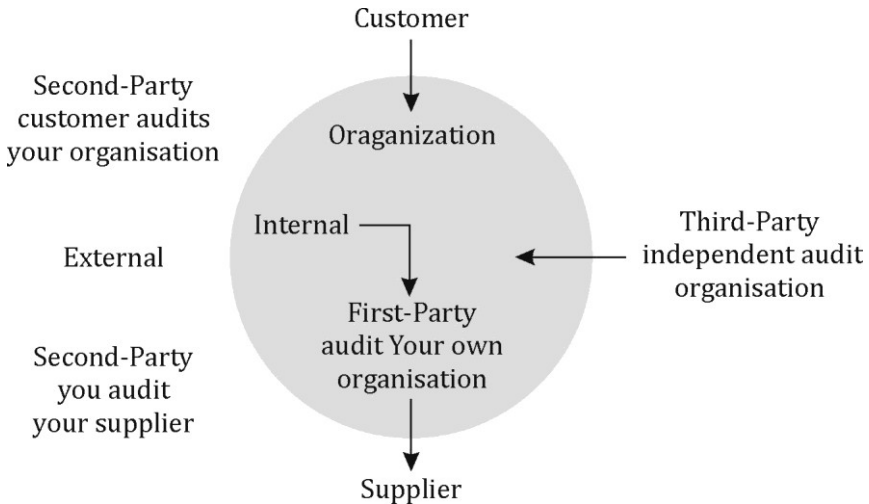 Customer
Second-Party
customer audits
your organisation
Oraganization
Internal
External
Third-Party
independent audit
organisation
First-Party
audit Your own
organisation
Second-Party
you audit
your supplier
Supplier